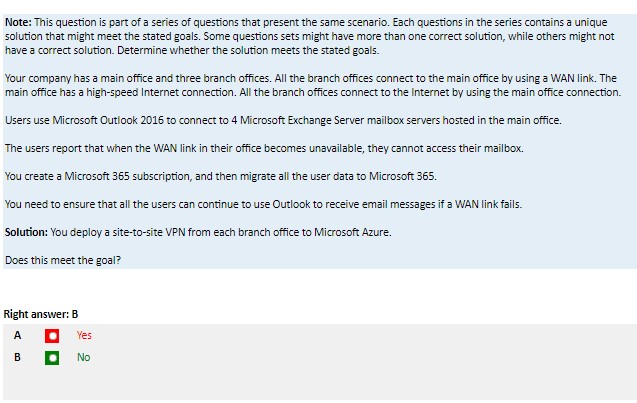 Note: This question is part of a series of questions that present the same scenario. Each questions in the series contains a unique
solution that might meet the stated goals. Some questions sets might have more than one correct solution, while others might not
have a correct solution. Determine whether the solution meets the stated goals.
Your company has a main office and three branch offices. All the branch offices connect to the main office by using a WAN link. The
main office has a high-speed Internet connection. All the branch offices connect to the Internet by using the main office connection.
Users use Microsoft Outlook 2016 to connect to 4 Microsoft Exchange Server mailbox servers hosted in the main office.
The users report that when the WAN link in their office becomes unavailable, they cannot access their mailbox.
You create a Microsoft 365 subscription, and then migrate all the user data to Microsoft 365.
You need to ensure that all the users can continue to use Outlook to receive email messages if a WAN link fails.
Solution: You deploy a site-to-site VPN from each branch office to Microsoft Azure.
Does this meet the goal?
Right answer: B
A Yes
B No